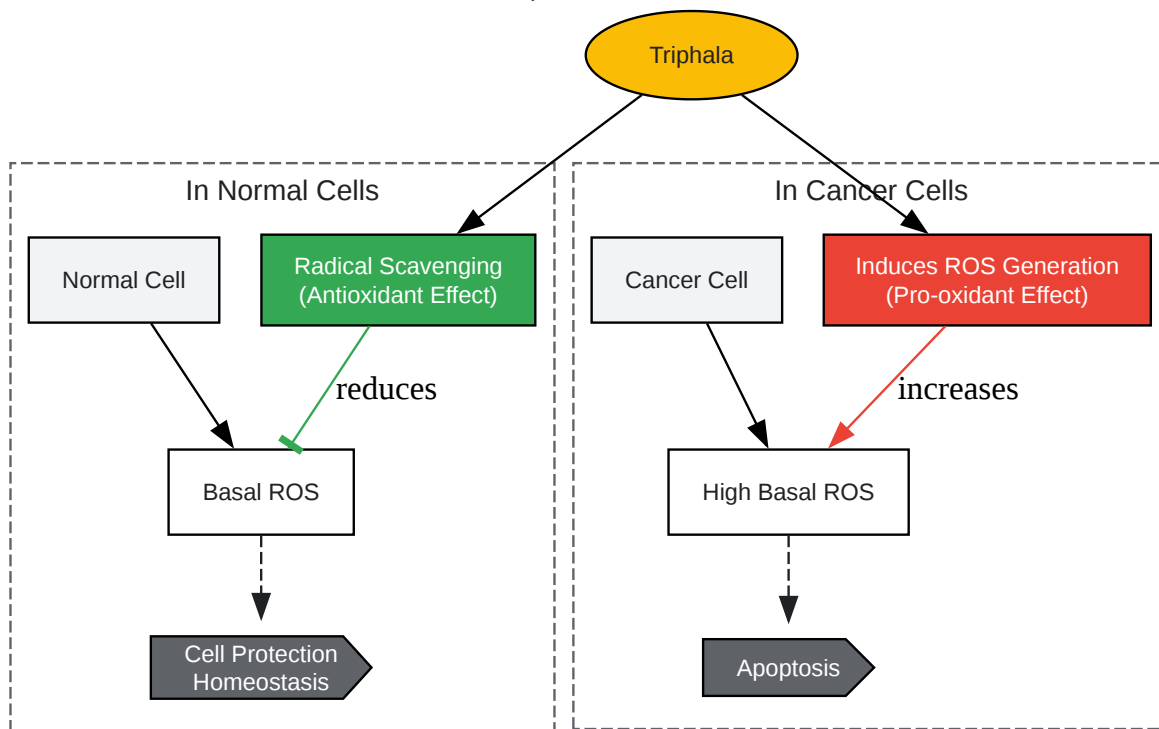 Triphala
In Normal Cells
Normal Cell
Radical Scavenging
(Antioxidant Effect)
reduces
Basal ROS
Cell Protection
Homeostasis
In Cancer Cells
Cancer Cell
Induces ROS Generation
(Pro-oxidant Effect)
increases
High Basal ROS
Apoptosis